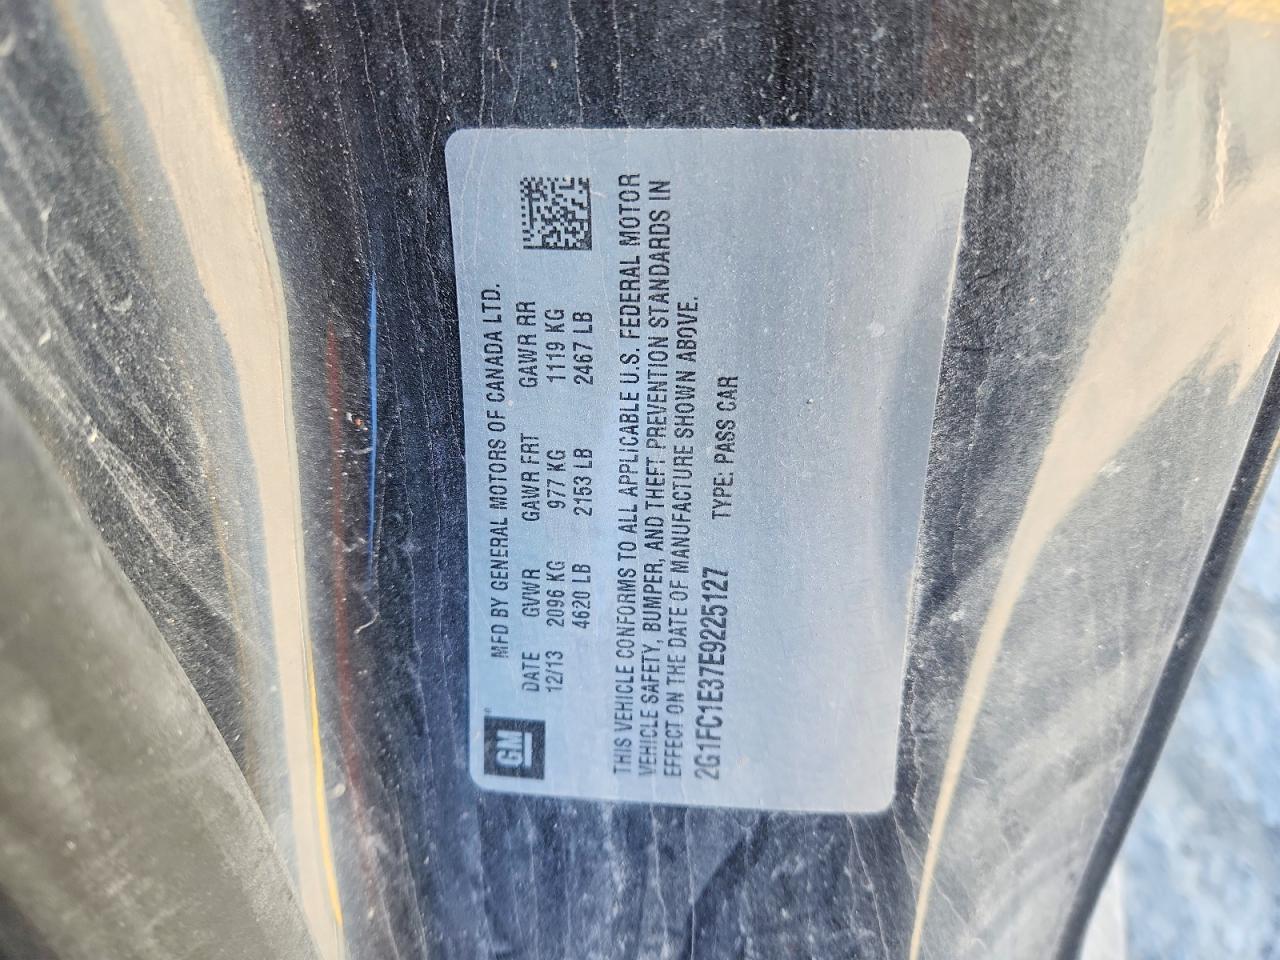 GM
MFD BY GENERAL MOTORS OF CANADA LTD.
DATE GVWR GAWR FRT GAWR RR
12/13 2096 KG 977 KG 1119 KG
4620 LB 2153 LB 2467 LB
THIS VEHICLE CONFORMS TO ALL APPLICABLE U.S. FEDERAL MOTOR
VEHICLE SAFETY, BUMPER, AND THEFT PREVENTION STANDARDS IN
EFFECT ON THE DATE OF MANUFACTURE SHOWN ABOVE.
2G1FC1E37E9225127 TYPE: PASS CAR